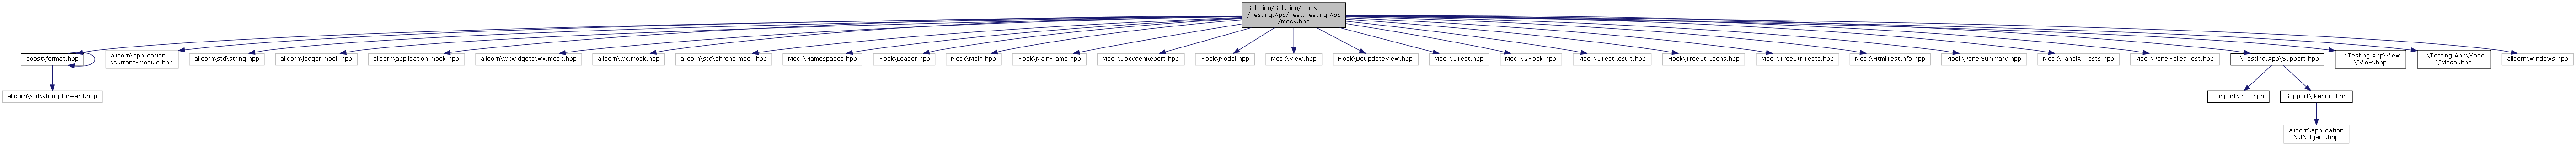 Solution/Solution/Tools
/Testing.App/Test.Testing.App
/mock.hpp
boost\format.hpp
alicorn\application
\current-module.hpp
alicorn\std\string.hpp
alicorn\logger.mock.hpp
alicorn\application.mock.hpp
alicorn\wxwidgets\wx.mock.hpp
alicorn\wx.mock.hpp
alicorn\std\chrono.mock.hpp
Mock\Namespaces.hpp
Mock\Loader.hpp
Mock\Main.hpp
Mock\MainFrame.hpp
Mock\DoxygenReport.hpp
Mock\Model.hpp
Mock\View.hpp
Mock\DoUpdateView.hpp
Mock\GTest.hpp
Mock\GMock.hpp
Mock\GTestResult.hpp
Mock\TreeCtrlIcons.hpp
Mock\TreeCtrlTests.hpp
Mock\HtmlTestInfo.hpp
Mock\PanelSummary.hpp
Mock\PanelAllTests.hpp
Mock\PanelFailedTest.hpp
..\Testing.App\Support.hpp
..\Testing.App\View
\IView.hpp
..\Testing.App\Model
\IModel.hpp
alicorn\windows.hpp
alicorn\std\string.forward.hpp
Support\Info.hpp
Support\IReport.hpp
alicorn\application
\dll\object.hpp